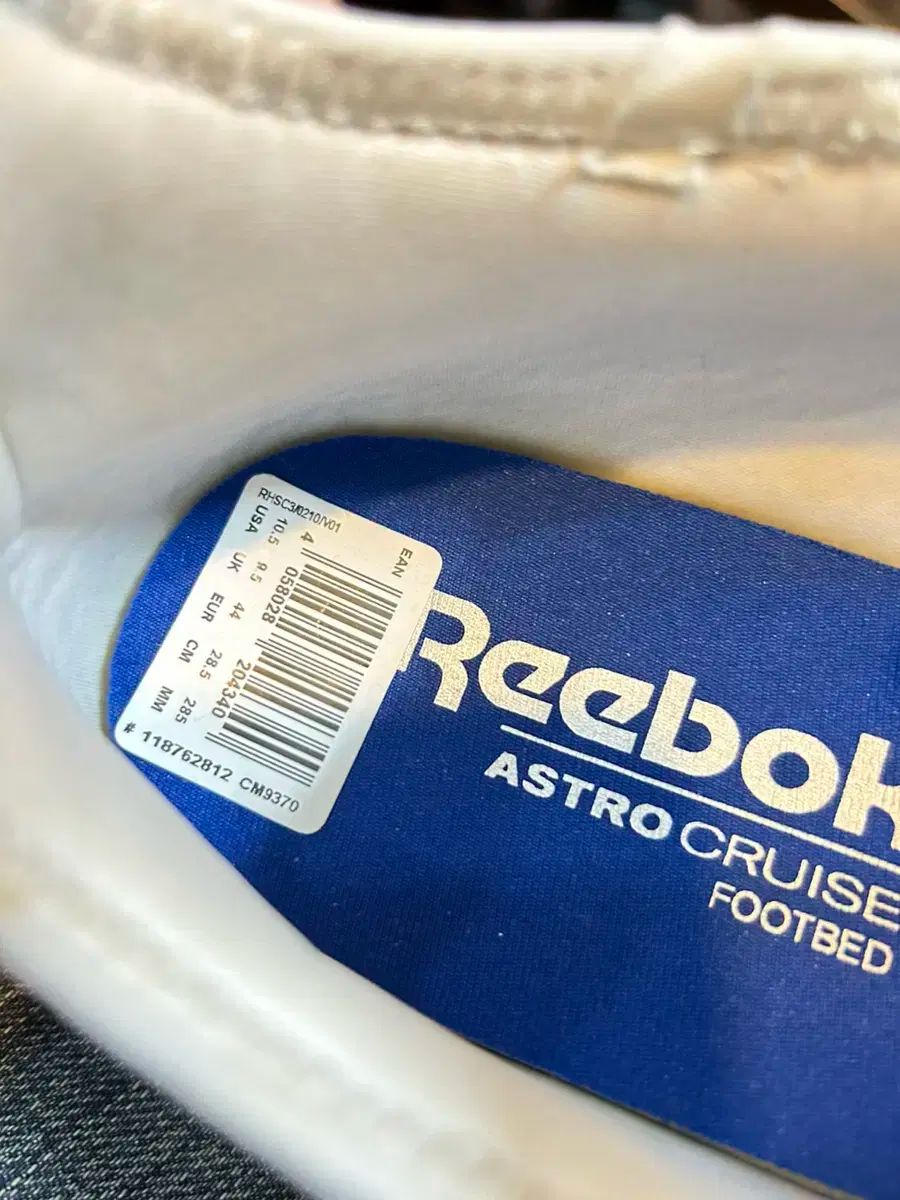 RHSC3/0210/V01
EAN
USA UK EUR CM MM
10.5 9.5 44 28.5 285
4 058028 204340
# 118762812 CM9370
Reebok
ASTRO CRUISE
FOOTBED